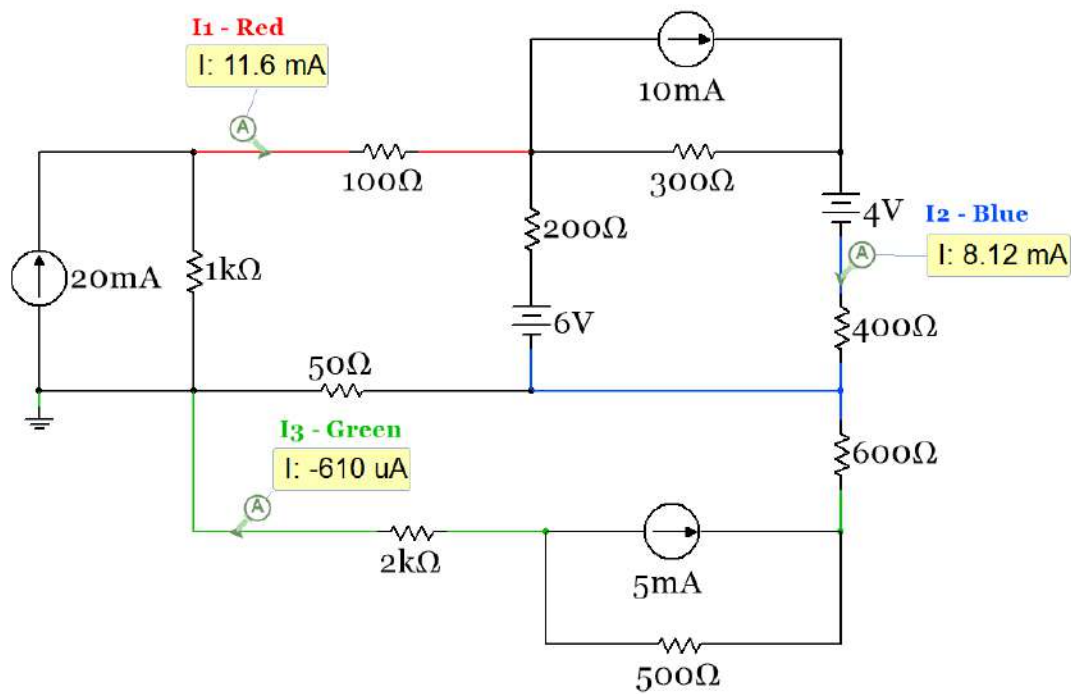 I1 - Red
I: 11.6 mA
10mA
100Ω
300Ω
4V
I2 - Blue
I: 8.12 mA
200Ω
20mA
1kΩ
6V
400Ω
50Ω
I3 - Green
I: -610 uA
600Ω
2kΩ
5mA
500Ω
A
A
A